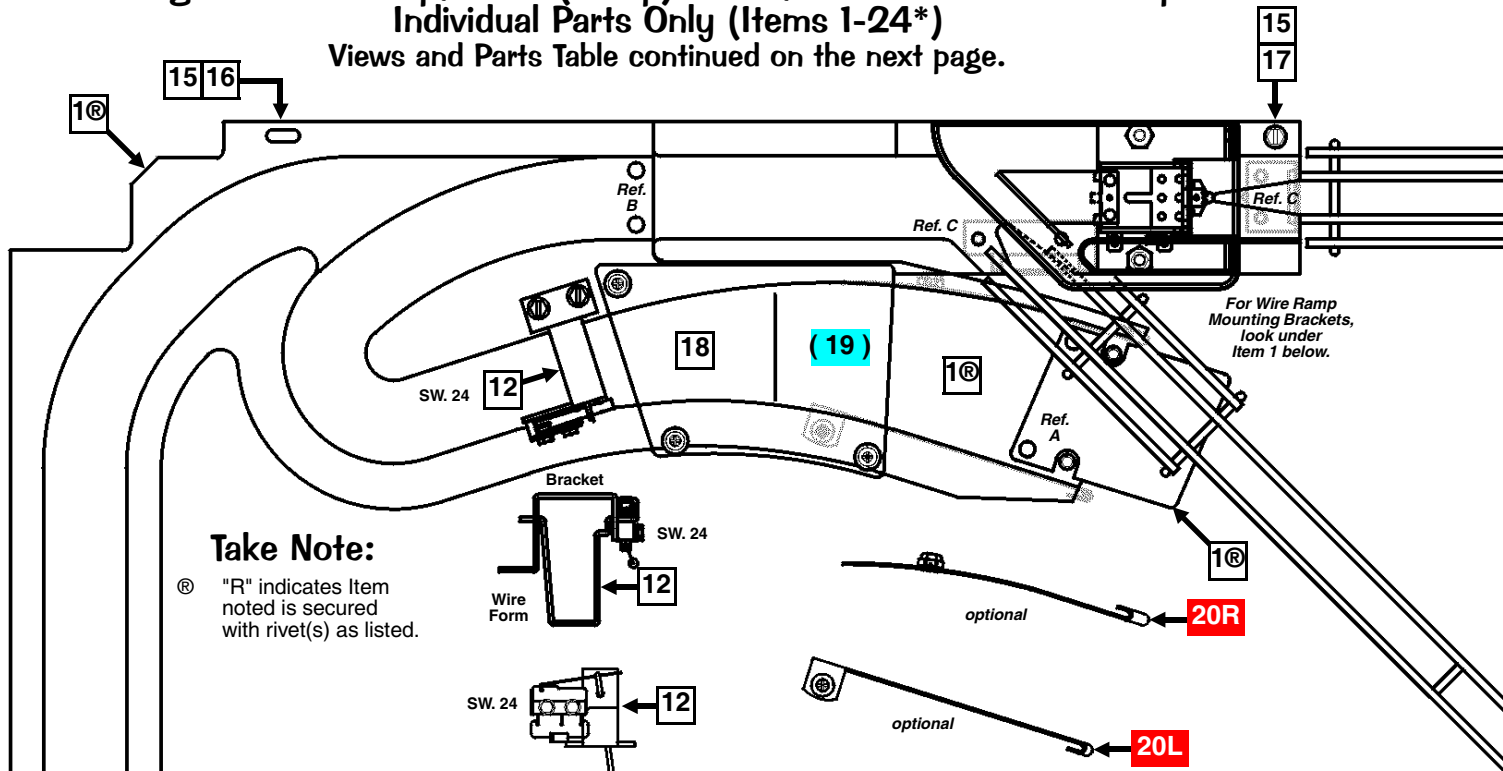 Individual Parts Only (Items 1-24*)
Views and Parts Table continued on the next page.
15
17
15 16
1®
Ref.
B
Ref. C
Ref. C
For Wire Ramp
Mounting Brackets,
look under
Item 1 below.
18
( 19 )
1®
SW. 24
12
Ref.
A
Bracket
SW. 24
Take Note:
® "R" indicates Item
noted is secured
with rivet(s) as listed.
Wire
Form
12
1®
optional
20R
SW. 24
12
optional
20L